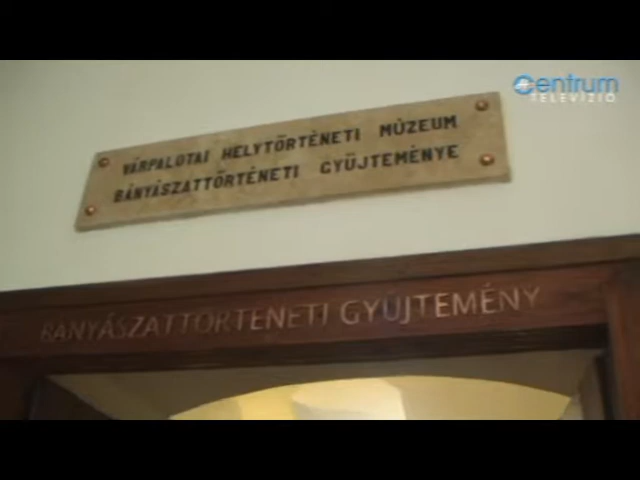 Centrum
TELEVÍZIÓ
VÁRPALOTAI HELYTÖRTÉNETI MÚZEUM
BÁNYÁSZATTÖRTÉNETI GYŰJTEMÉNYE
BÁNYÁSZATTÖRTÉNETI GYŰJTEMÉNY